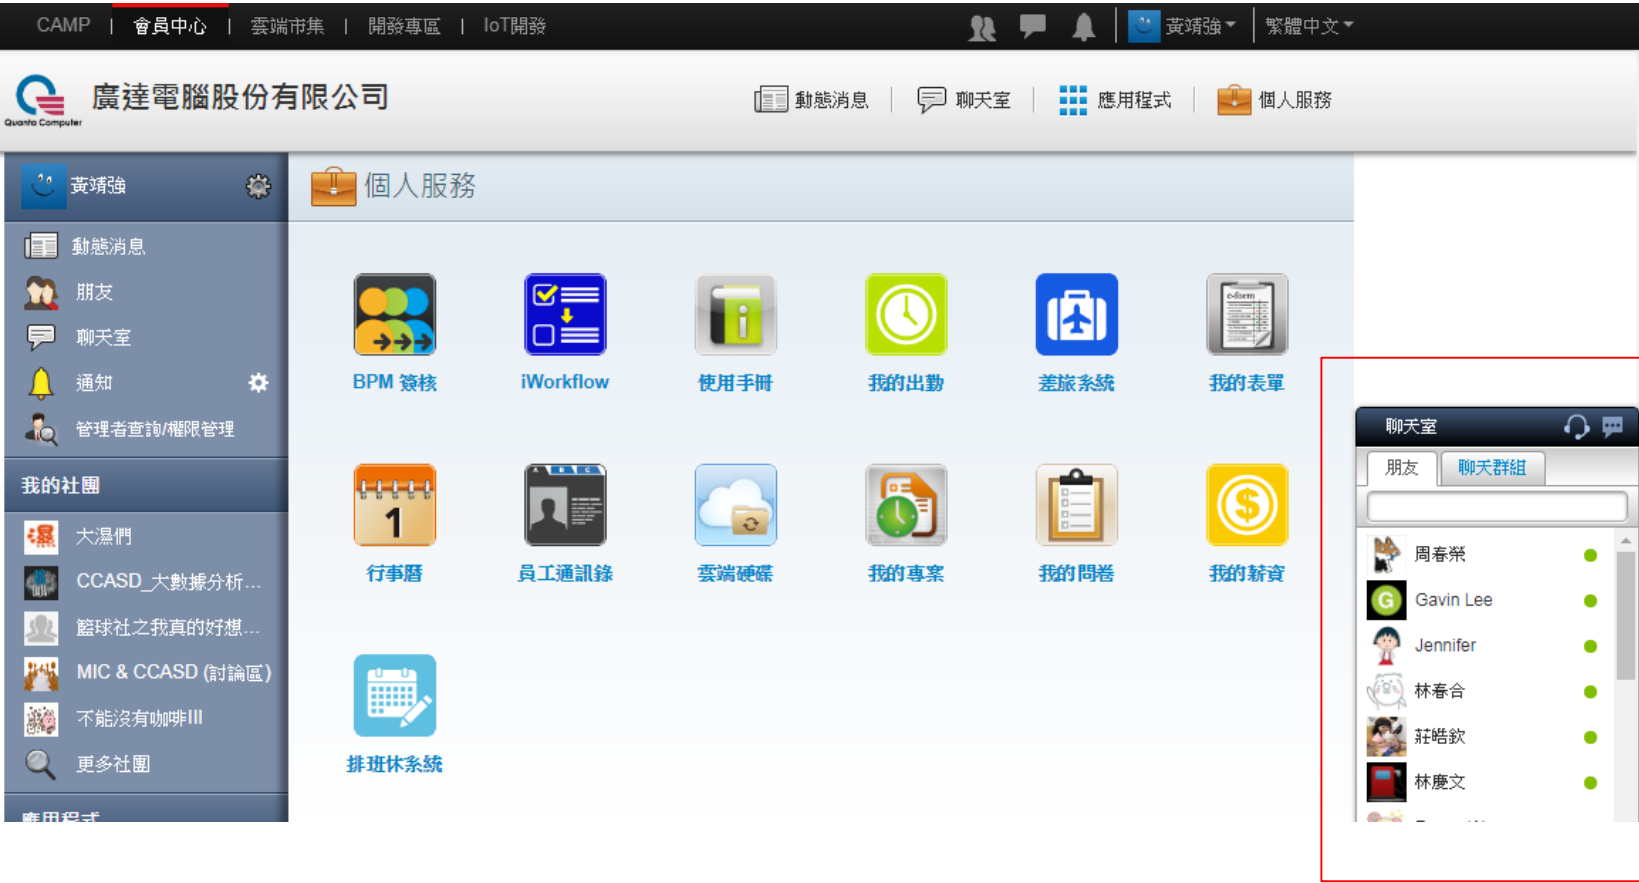 CAMP | 會員中心 | 雲端市集 | 開發專區 | IoT開發
黃靖強
繁體中文
Quanta Computer
廣達電腦股份有限公司
動態消息 | 聊天室 | 應用程式 | 個人服務
黃靖強
動態消息
朋友
聊天室
通知
管理者查詢/權限管理
我的社團
大濕們
CCASD_大數據分析...
籃球社之我真的好想...
MIC & CCASD (討論區)
不能沒有咖啡III
更多社團
應用程式
個人服務
BPM 簽核
iWorkflow
使用手冊
我的出勤
差旅系統
e-form
我的表單
1
行事曆
A B C
員工通訊錄
雲端硬碟
我的專案
我的問卷
我的薪資
排班休系統
聊天室
朋友
聊天群組
周春榮
G
Gavin Lee
Jennifer
林春合
莊皓欽
林慶文